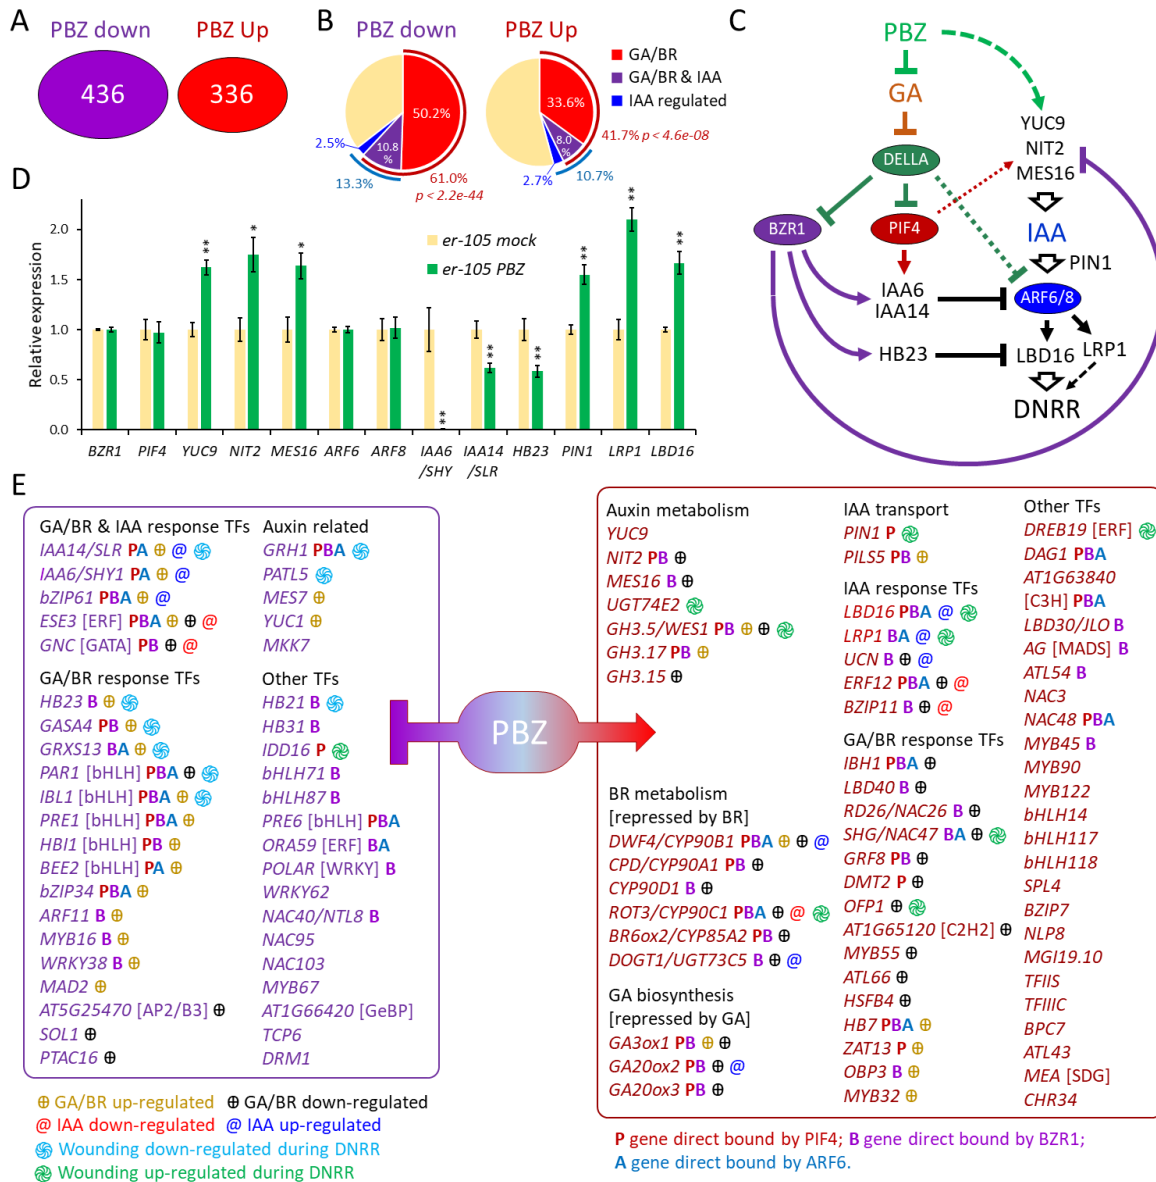 A
PBZ down
PBZ Up
436
336
B
PBZ down
PBZ Up
50.2%
10.8
%
2.5%
13.3%
61.0%
p < 2.2e-44
33.6%
8.0
%
2.7%
10.7%
41.7% p < 4.6e-08
GA/BR
GA/BR & IAA
IAA regulated
C
PBZ
GA
DELLA
BZR1
PIF4
YUC9
NIT2
MES16
IAA
PIN1
ARF6/8
IAA6
IAA14
HB23
LBD16
LRP1
DNRR
D
Relative expression
2.0
1.5
1.0
0.5
0.0
er-105 mock
er-105 PBZ
**
*
*
**
**
**
**
**
**
BZR1
PIF4
YUC9
NIT2
MES16
ARF6
ARF8
IAA6
/SHY
IAA14
/SLR
HB23
PIN1
LRP1
LBD16
E
GA/BR & IAA response TFs
IAA14/SLR PA ⊕ @
IAA6/SHY1 PA ⊕ @
bZIP61 PBA ⊕ @
ESE3 [ERF] PBA ⊕ ⊕ @
GNC [GATA] PB ⊕ @
GA/BR response TFs
HB23 B ⊕
GASA4 PB ⊕
GRXS13 BA ⊕
PAR1 [bHLH] PBA ⊕
IBL1 [bHLH] PBA ⊕
PRE1 [bHLH] PBA ⊕
HBI1 [bHLH] PB ⊕
BEE2 [bHLH] PA ⊕
bZIP34 PBA ⊕
ARF11 B ⊕
MYB16 B ⊕
WRKY38 B ⊕
MAD2 ⊕
AT5G25470 [AP2/B3] ⊕
SOL1 ⊕
PTAC16 ⊕
Auxin related
GRH1 PBA
PATL5
MES7 ⊕
YUC1 ⊕
MKK7
Other TFs
HB21 B
HB31 B
IDD16 P
bHLH71 B
bHLH87 B
PRE6 [bHLH] PBA
ORA59 [ERF] BA
POLAR [WRKY] B
WRKY62
NAC40/NTL8 B
NAC95
NAC103
MYB67
AT1G66420 [GeBP]
TCP6
DRM1
PBZ
Auxin metabolism
YUC9
NIT2 PB ⊕
MES16 B ⊕
UGT74E2
GH3.5/WES1 PB ⊕ ⊕
GH3.17 PB ⊕
GH3.15 ⊕
BR metabolism
[repressed by BR]
DWF4/CYP90B1 PBA ⊕ ⊕ @
CPD/CYP90A1 PB ⊕
CYP90D1 B ⊕
ROT3/CYP90C1 PBA ⊕ @
BR6ox2/CYP85A2 PB ⊕
DOGT1/UGT73C5 B ⊕ @
GA biosynthesis
[repressed by GA]
GA3ox1 PB ⊕ ⊕
GA20ox2 PB ⊕ @
GA20ox3 PB ⊕
IAA transport
PIN1 P
PILS5 PB ⊕
IAA response TFs
LBD16 PBA @
LRP1 BA @
UCN B ⊕ @
ERF12 PBA ⊕ @
BZIP11 B ⊕ @
GA/BR response TFs
IBH1 PBA ⊕
LBD40 B ⊕
RD26/NAC26 B ⊕
SHG/NAC47 BA ⊕
GRF8 PB ⊕
DMT2 P ⊕
OFP1 ⊕
AT1G65120 [C2H2] ⊕
MYB55 ⊕
ATL66 ⊕
HSFB4 ⊕
HB7 PBA ⊕
ZAT13 P ⊕
OBP3 B ⊕
MYB32 ⊕
Other TFs
DREB19 [ERF]
DAG1 PBA
AT1G63840
[C3H] PBA
LBD30/JLO B
AG [MADS] B
ATL54 B
NAC3
NAC48 PBA
MYB45 B
MYB90
MYB122
bHLH14
bHLH117
bHLH118
SPL4
BZIP7
NLP8
MGI19.10
TFIIS
TFIIIC
BPC7
ATL43
MEA [SDG]
CHR34
⊕ GA/BR up-regulated ⊕ GA/BR down-regulated
@ IAA down-regulated @ IAA up-regulated
Wounding down-regulated during DNRR
Wounding up-regulated during DNRR
P gene direct bound by PIF4; B gene direct bound by BZR1;
A gene direct bound by ARF6.